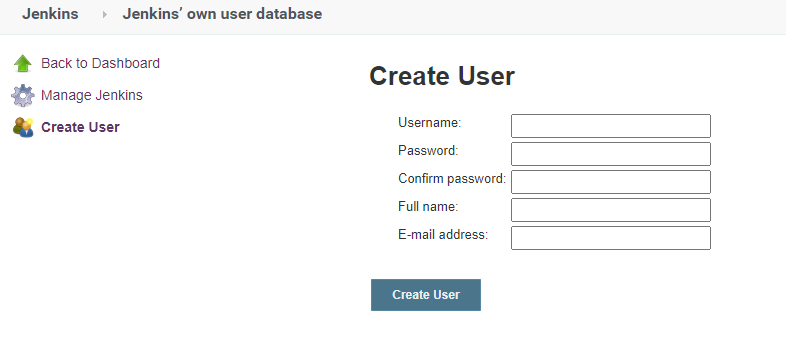 Jenkins Jenkins’ own user database
Back to Dashboard
Manage Jenkins
Create User
Create User
Username:
Password:
Confirm password:
Full name:
E-mail address:
Create User